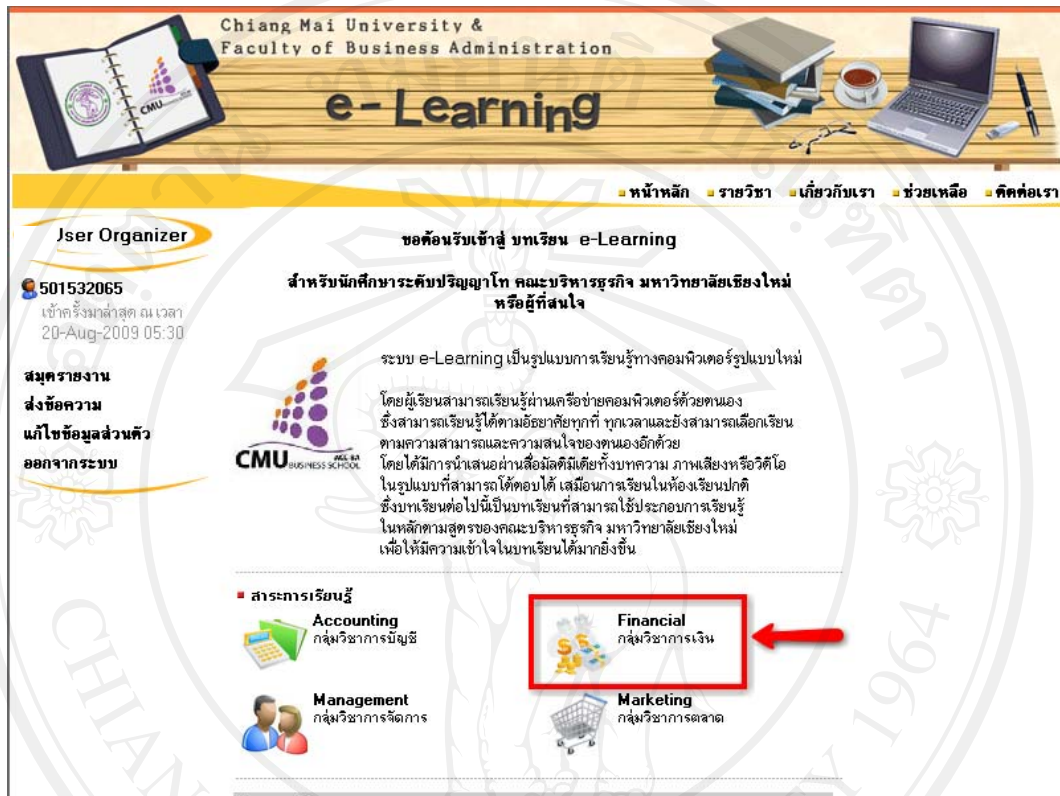 Chiang Mai University &
Faculty of Business Administration
e-Learning
หน้าหลัก รายวิชา เกี่ยวกับเรา ช่วยเหลือ ติดต่อเรา
User Organizer
501532065
เข้าครั้งมาล่าสุด ณ เวลา
20-Aug-2009 05:30
สมุดรายงาน
ส่งข้อความ
แก้ไขข้อมูลส่วนตัว
ออกจากระบบ
ขอต้อนรับเข้าสู่ บทเรียน e-Learning
สำหรับนักศึกษาระดับปริญญาโท คณะบริหารธุรกิจ มหาวิทยาลัยเชียงใหม่
หรือผู้ที่สนใจ
CMU BUSINESS SCHOOL
ระบบ e-Learning เป็นรูปแบบการเรียนรู้ทางคอมพิวเตอร์รูปแบบใหม่
โดยผู้เรียนสามารถเรียนรู้ผ่านเครือข่ายคอมพิวเตอร์ด้วยตนเอง
ซึ่งสามารถเรียนรู้ได้ตามอัธยาศัยทุกที่ ทุกเวลาและยังสามารถเลือกเรียน
ตามความสามารถและความสนใจของตนเองอีกด้วย
โดยได้มีการนำเสนอผ่านสื่อมัลติมีเดียทั้งบทความ ภาพเสียงหรือวิดีโอ
ในรูปแบบที่สามารถโต้ตอบได้ เสมือนการเรียนในห้องเรียนปกติ
ซึ่งบทเรียนต่อไปนี้เป็นบทเรียนที่สามารถใช้ประกอบการเรียนรู้
ในหลักตามสูตรของคณะบริหารธุรกิจ มหาวิทยาลัยเชียงใหม่
เพื่อให้มีความเข้าใจในบทเรียนได้มากยิ่งขึ้น
สาระการเรียนรู้
Accounting
กลุ่มวิชาการบัญชี
Financial
กลุ่มวิชาการเงิน
Management
กลุ่มวิชาการจัดการ
Marketing
กลุ่มวิชาการตลาด